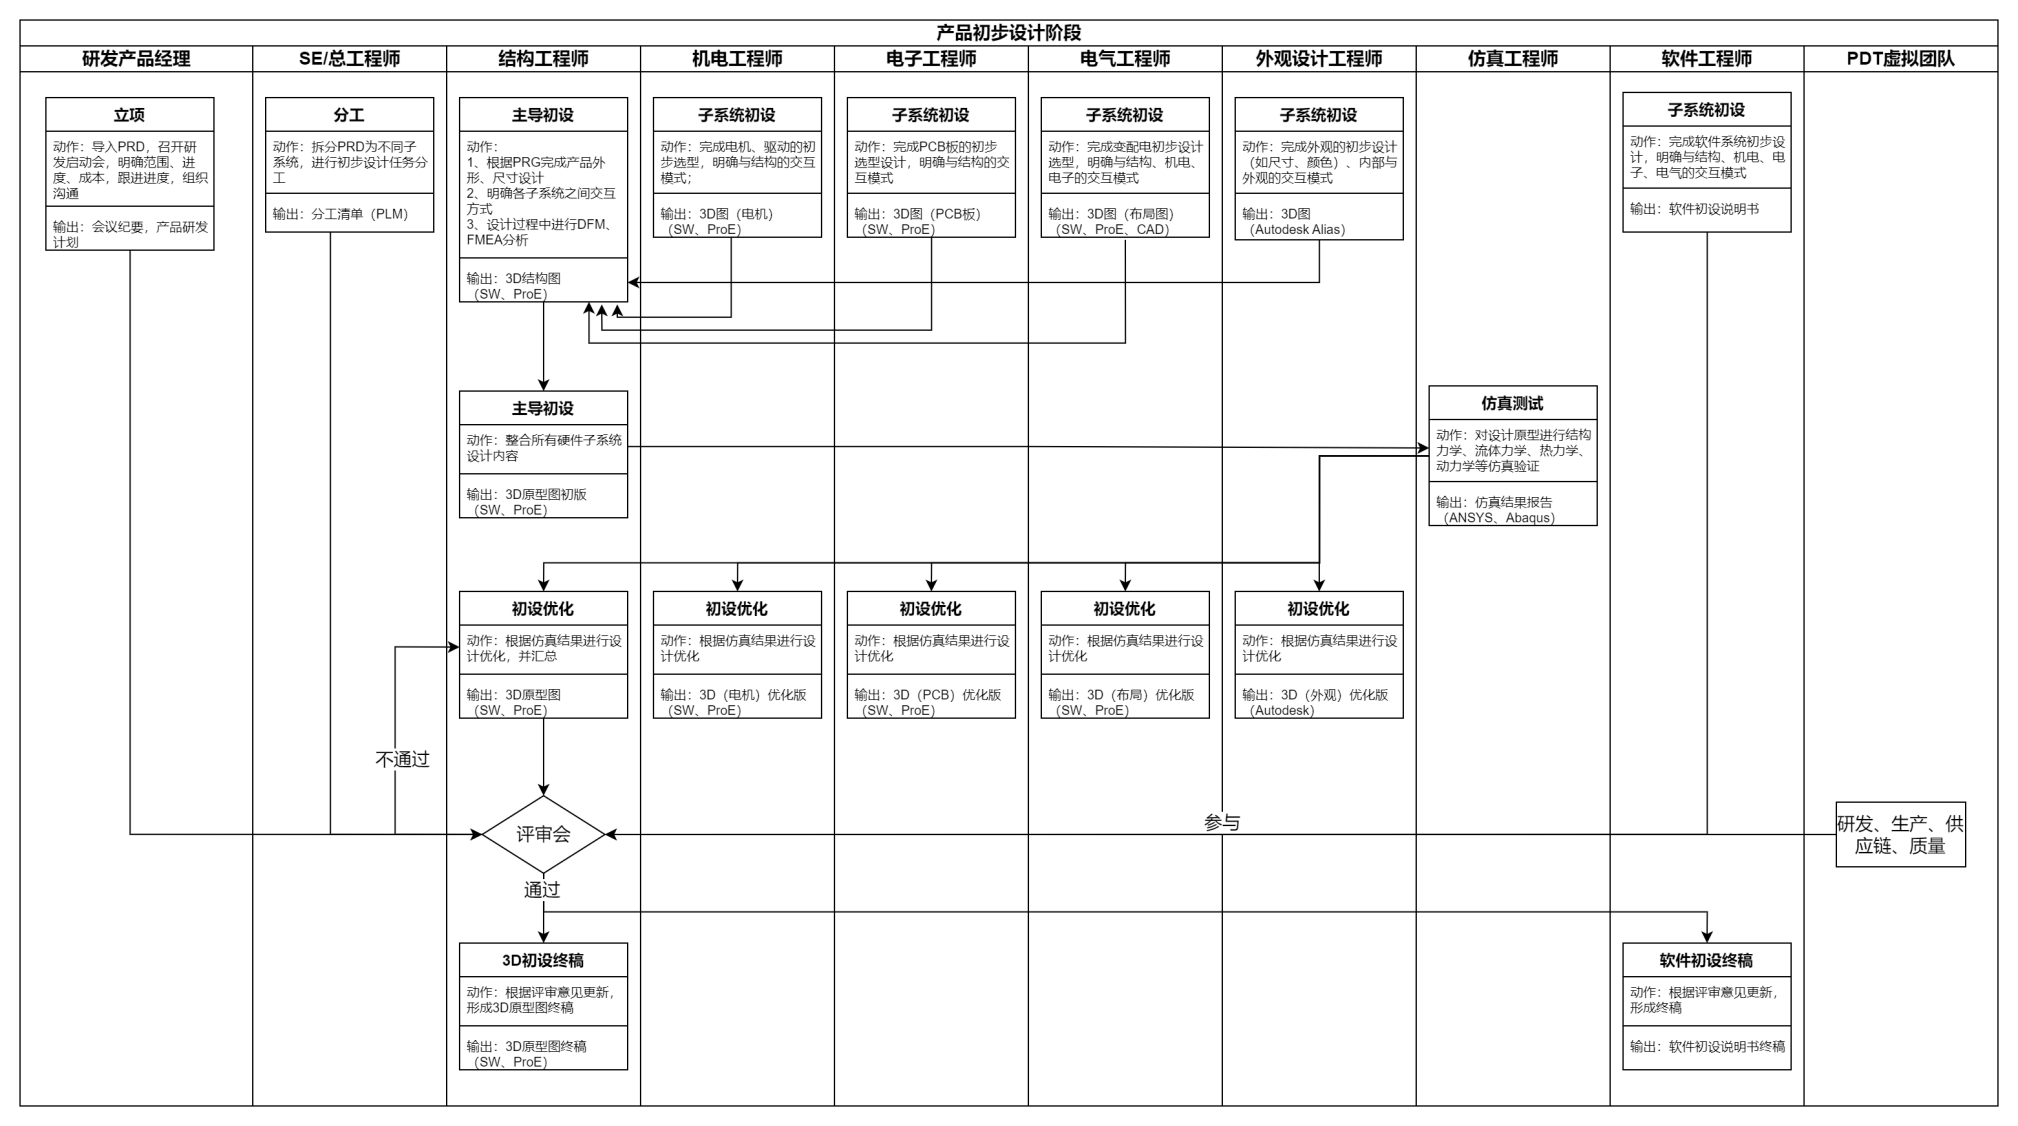 产品初步设计阶段
研发产品经理
SE/总工程师
结构工程师
机电工程师
电子工程师
电气工程师
外观设计工程师
仿真工程师
软件工程师
PDT虚拟团队
立项
动作：导入PRD，召开研
发启动会，明确范围、进
度、成本，跟进进度，组织
沟通
输出：会议纪要，产品研发
计划
分工
动作：拆分PRD为不同子
系统，进行初步设计任务分
工
输出：分工清单（PLM）
主导初设
动作：
1、根据PRG完成产品外
形、尺寸设计
2、明确各子系统之间交互
方式
3、设计过程中进行DFM、
FMEA分析
输出：3D结构图
（SW、ProE）
子系统初设
动作：完成电机、驱动的初
步选型，明确与结构的交互
模式；
输出：3D图（电机）
（SW、ProE）
子系统初设
动作：完成PCB板的初步
选型设计，明确与结构的交
互模式
输出：3D图（PCB板）
（SW、ProE）
子系统初设
动作：完成变配电初步设计
选型，明确与结构、机电、
电子的交互模式
输出：3D图（布局图）
（SW、ProE、CAD）
子系统初设
动作：完成外观的初步设计
（如尺寸、颜色）、内部与
外观的交互模式
输出：3D图
（Autodesk Alias）
子系统初设
动作：完成软件系统初步设
计，明确与结构、机电、电
子、电气的交互模式
输出：软件初设说明书
主导初设
动作：整合所有硬件子系统
设计内容
输出：3D原型图初版
（SW、ProE）
仿真测试
动作：对设计原型进行结构
力学、流体力学、热力学、
动力学等仿真验证
输出：仿真结果报告
（ANSYS、Abaqus）
初设优化
动作：根据仿真结果进行设
计优化，并汇总
输出：3D原型图
（SW、ProE）
初设优化
动作：根据仿真结果进行设
计优化
输出：3D（电机）优化版
（SW、ProE）
初设优化
动作：根据仿真结果进行设
计优化
输出：3D（PCB）优化版
（SW、ProE）
初设优化
动作：根据仿真结果进行设
计优化
输出：3D（布局）优化版
（SW、ProE）
初设优化
动作：根据仿真结果进行设
计优化
输出：3D（外观）优化版
（Autodesk）
不通过
评审会
参与
研发、生产、供
应链、质量
通过
3D初设终稿
动作：根据评审意见更新，
形成3D原型图终稿
输出：3D原型图终稿
（SW、ProE）
软件初设终稿
动作：根据评审意见更新，
形成终稿
输出：软件初设说明书终稿